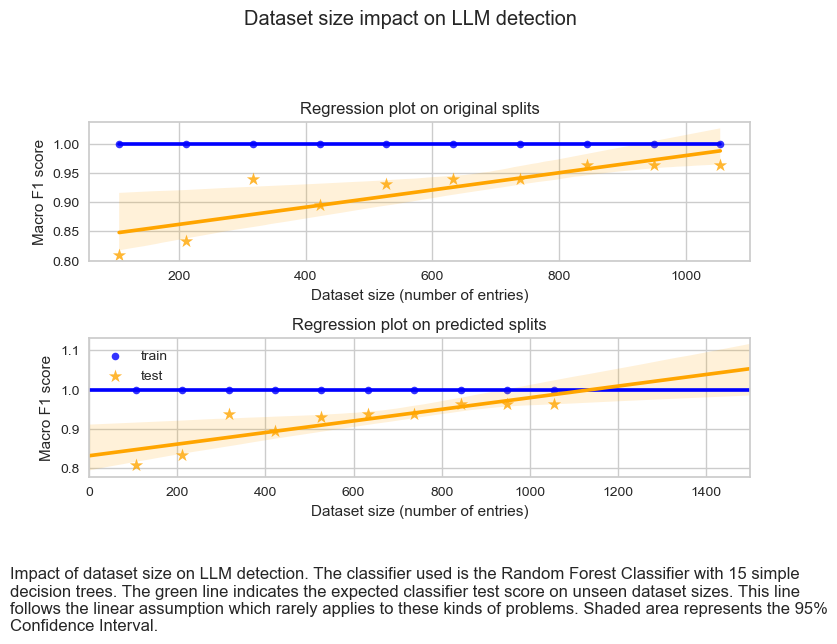 Dataset size impact on LLM detection
Regression plot on original splits
Macro F1 score
1.00
0.95
0.90
0.85
0.80
200
400
600
800
1000
Dataset size (number of entries)
Regression plot on predicted splits
Macro F1 score
1.1
1.0
0.9
0.8
train
test
0
200
400
600
800
1000
1200
1400
Dataset size (number of entries)
Impact of dataset size on LLM detection. The classifier used is the Random Forest Classifier with 15 simple
decision trees. The green line indicates the expected classifier test score on unseen dataset sizes. This line
follows the linear assumption which rarely applies to these kinds of problems. Shaded area represents the 95%
Confidence Interval.